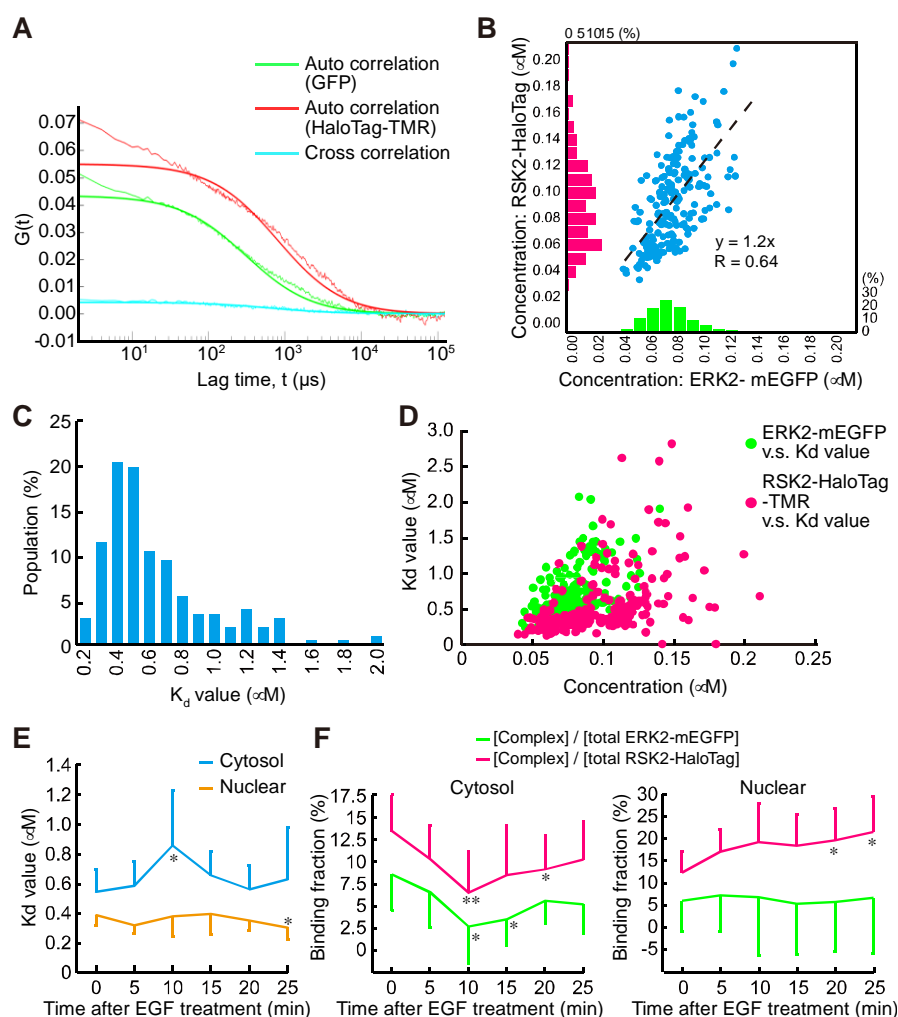 A
Auto correlation
(GFP)
Auto correlation
(HaloTag-TMR)
Cross correlation
G(t)
0.07
0.06
0.05
0.04
0.03
0.02
0.01
0.00
-0.01
10¹ 10² 10³ 10⁴ 10⁵
Lag time, t (µs)
B
0 51015 (%)
Concentration: RSK2-HaloTag (∝M)
0.20
0.18
0.16
0.14
0.12
0.10
0.08
0.06
0.04
0.02
0.00
y = 1.2x
R = 0.64
(%)
30
20
10
0
0.00 0.02 0.04 0.06 0.08 0.10 0.12 0.14 0.16 0.18 0.20
Concentration: ERK2- mEGFP (∝M)
C
Population (%)
25
20
15
10
5
0
0.2 0.4 0.6 0.8 1.0 1.2 1.4 1.6 1.8 2.0
Kd value (∝M)
D
Kd value (∝M)
3.0
2.5
2.0
1.5
1.0
0.5
0
0 0.05 0.1 0.15 0.2 0.25
Concentration (∝M)
ERK2-mEGFP
v.s. Kd value
RSK2-HaloTag
-TMR
v.s. Kd value
E
Cytosol
Nuclear
Kd value (∝M)
1.4
1.2
1.0
0.8
0.6
0.4
0.2
0
*
*
0 5 10 15 20 25
Time after EGF treatment (min)
F
[Complex] / [total ERK2-mEGFP]
[Complex] / [total RSK2-HaloTag]
Cytosol
Binding fraction (%)
17.5
15
12.5
10
7.5
5
2.5
0
**
*
*
*
0 5 10 15 20 25
Time after EGF treatment (min)
Nuclear
Binding fraction (%)
30
25
20
15
10
5
0
-5
*
*
0 5 10 15 20 25
Time after EGF treatment (min)